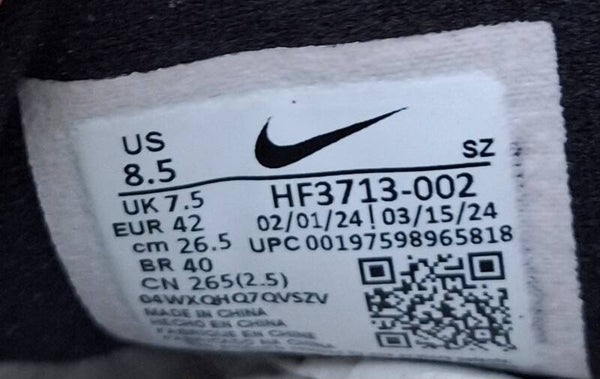 US
8.5
SZ
UK 7.5
HF3713-002
EUR 42
02/01/24 | 03/15/24
cm 26.5
UPC 00197598965818
BR 40
CN 265(2.5)
04WXQHQ7QVSZV
MADE IN CHINA
HECHO EN CHINA
FABRIQUE EN CHINE